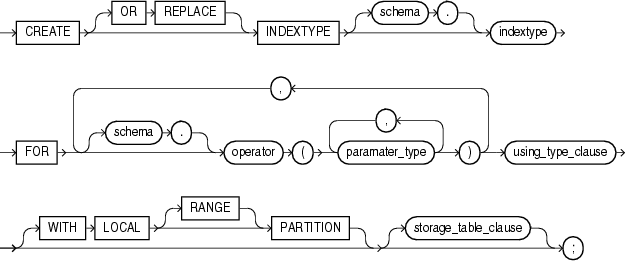 OR REPLACE schema .
CREATE INDEXTYPE indextype
,
schema . ,
FOR operator ( paramater_type ) using_type_clause
RANGE
WITH LOCAL PARTITION storage_table_clause
;